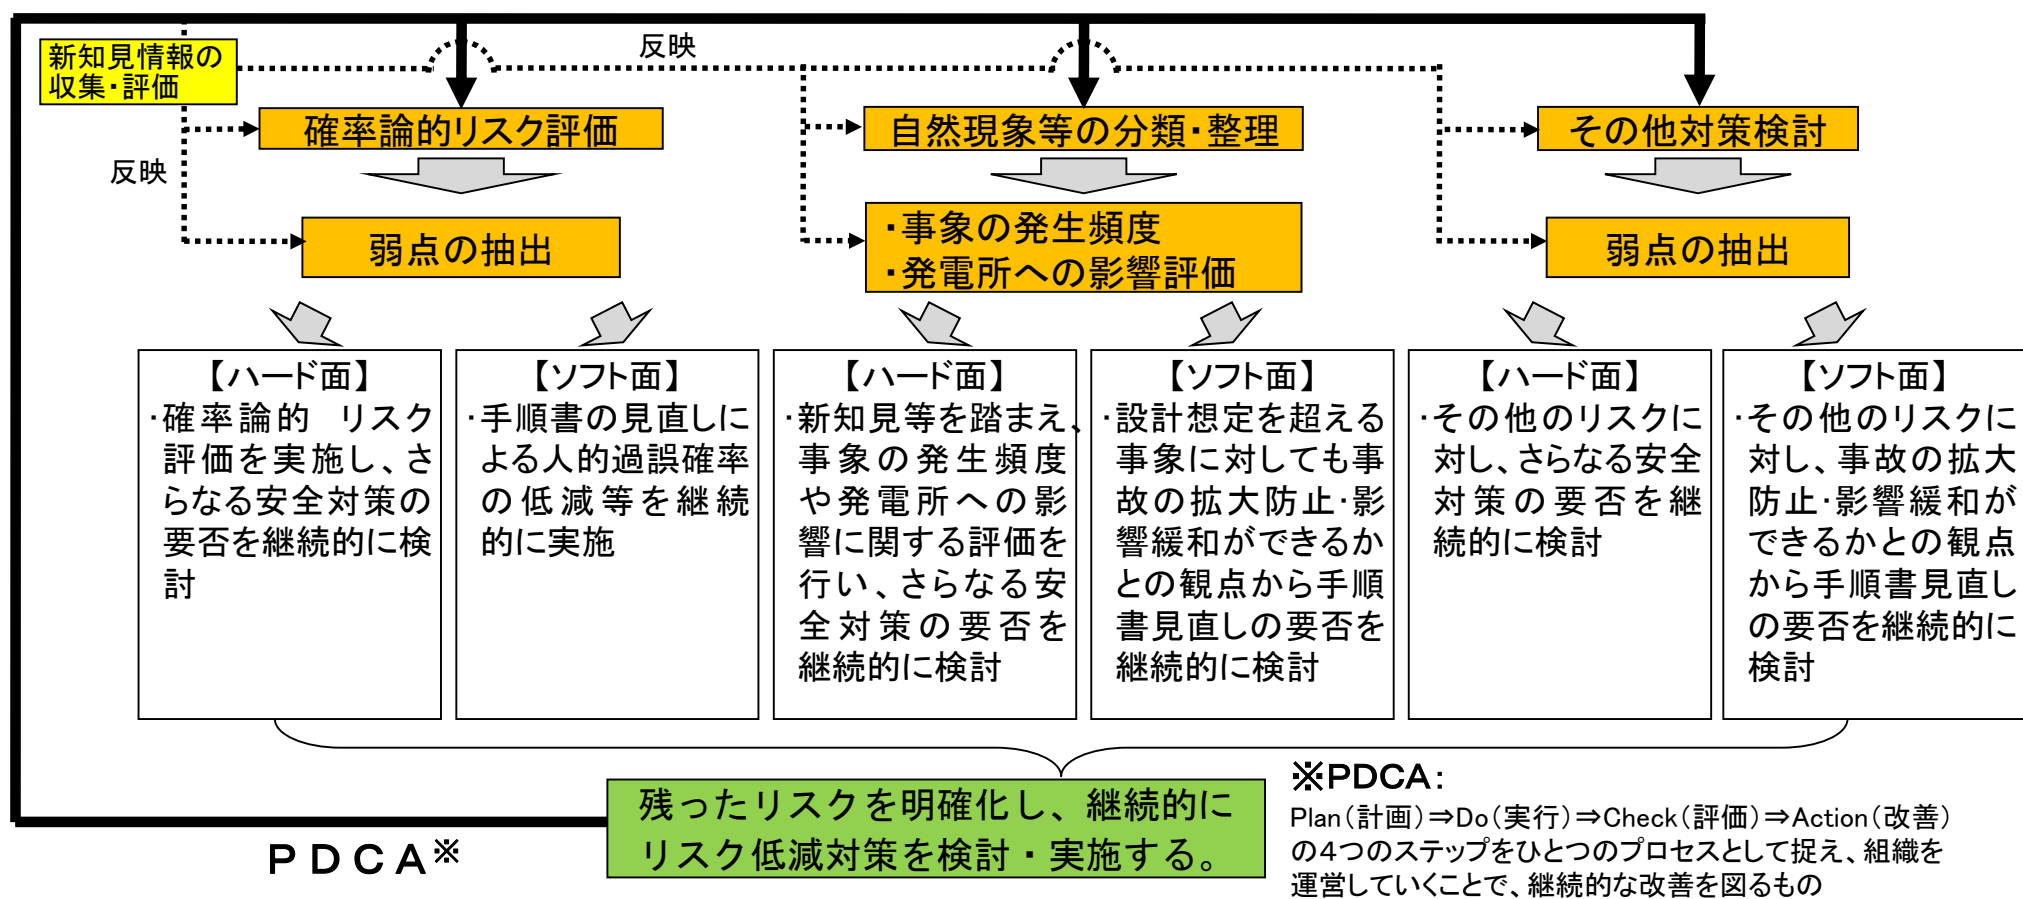 新知見情報の
収集・評価
反映
反映
確率論的リスク評価
自然現象等の分類・整理
その他対策検討
弱点の抽出
・事象の発生頻度
・発電所への影響評価
弱点の抽出
【ハード面】
・確率論的 リスク
評価を実施し、さ
らなる安全対策の
要否を継続的に検
討
【ソフト面】
・手順書の見直しに
よる人的過誤確率
の低減等を継続
的に実施
【ハード面】
・新知見等を踏まえ、
事象の発生頻度
や発電所への影
響に関する評価を
行い、さらなる安
全対策の要否を
継続的に検討
【ソフト面】
・設計想定を超える
事象に対しても事
故の拡大防止・影
響緩和ができるか
との観点から手順
書見直しの要否を
継続的に検討
【ハード面】
・その他のリスクに
対し、さらなる安全
対策の要否を継
続的に検討
【ソフト面】
・その他のリスクに
対し、事故の拡大
防止・影響緩和が
できるかとの観点
から手順書見直し
の要否を継続的に
検討
残ったリスクを明確化し、継続的に
リスク低減対策を検討・実施する。
ＰＤＣＡ※
※PDCA：
Plan（計画）⇒Do（実行）⇒Check（評価）⇒Action（改善）
の４つのステップをひとつのプロセスとして捉え、組織を
運営していくことで、継続的な改善を図るもの